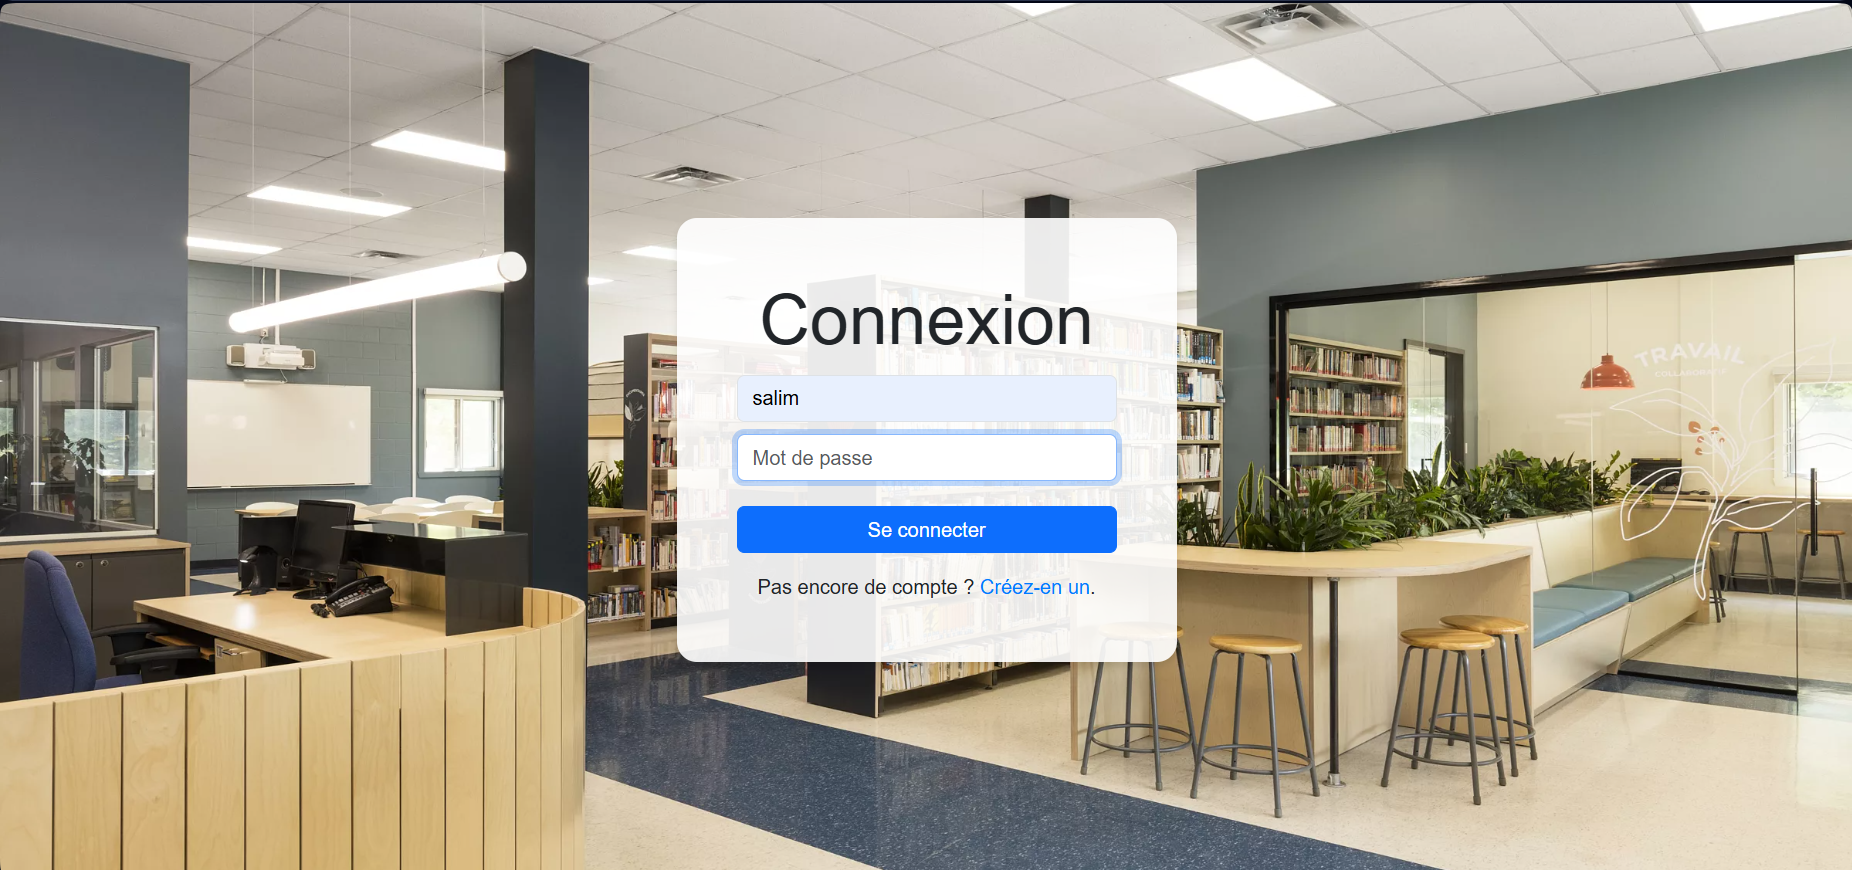 Connexion
salim
Mot de passe
Se connecter
Pas encore de compte ? Créez-en un.
TRAVAIL
COLLABORATIF